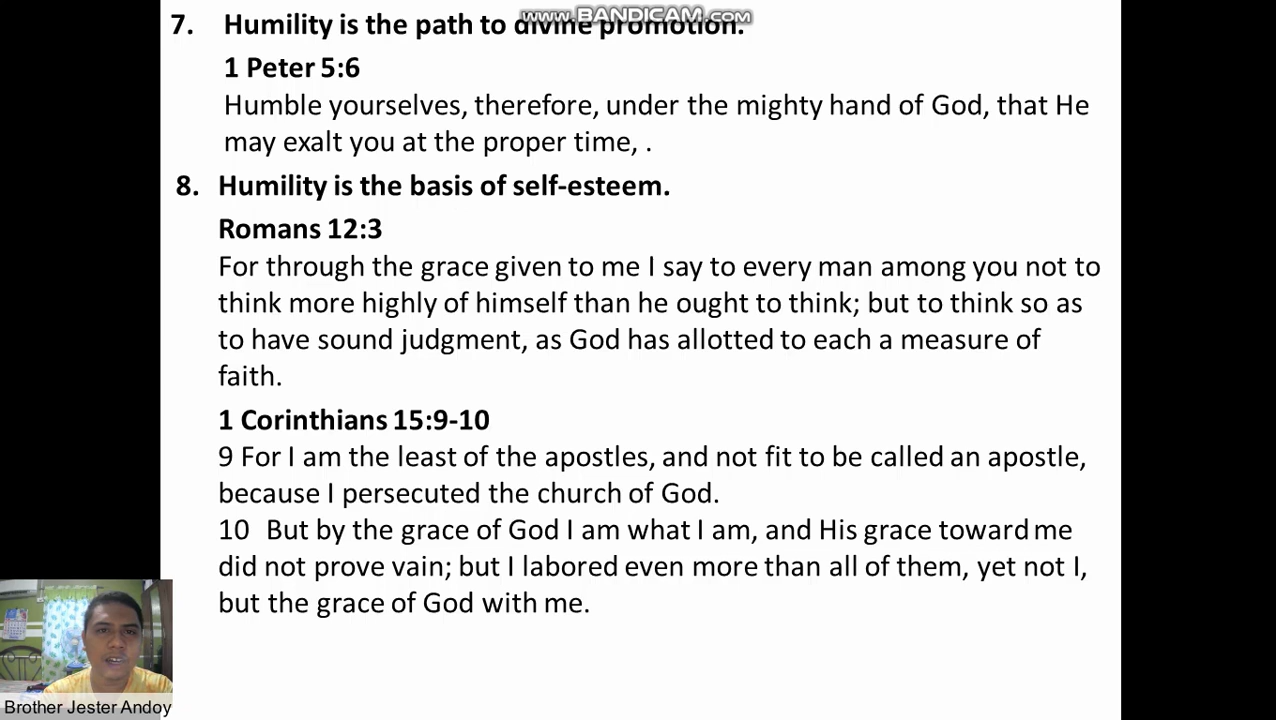 www.BANDICAM.com
7. Humility is the path to divine promotion.
1 Peter 5:6
Humble yourselves, therefore, under the mighty hand of God, that He
may exalt you at the proper time, .
8. Humility is the basis of self-esteem.
Romans 12:3
For through the grace given to me I say to every man among you not to
think more highly of himself than he ought to think; but to think so as
to have sound judgment, as God has allotted to each a measure of
faith.
1 Corinthians 15:9-10
9 For I am the least of the apostles, and not fit to be called an apostle,
because I persecuted the church of God.
10 But by the grace of God I am what I am, and His grace toward me
did not prove vain; but I labored even more than all of them, yet not I,
but the grace of God with me.
Brother Jester Andoy